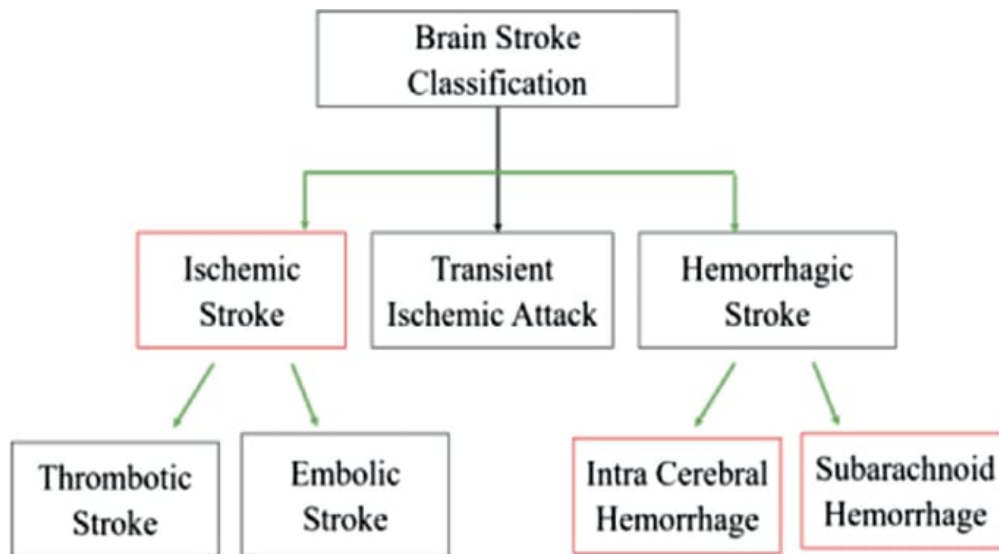 Brain Stroke
Classification
Ischemic
Stroke
Transient
Ischemic Attack
Hemorrhagic
Stroke
Thrombotic
Stroke
Embolic
Stroke
Intra Cerebral
Hemorrhage
Subarachnoid
Hemorrhage